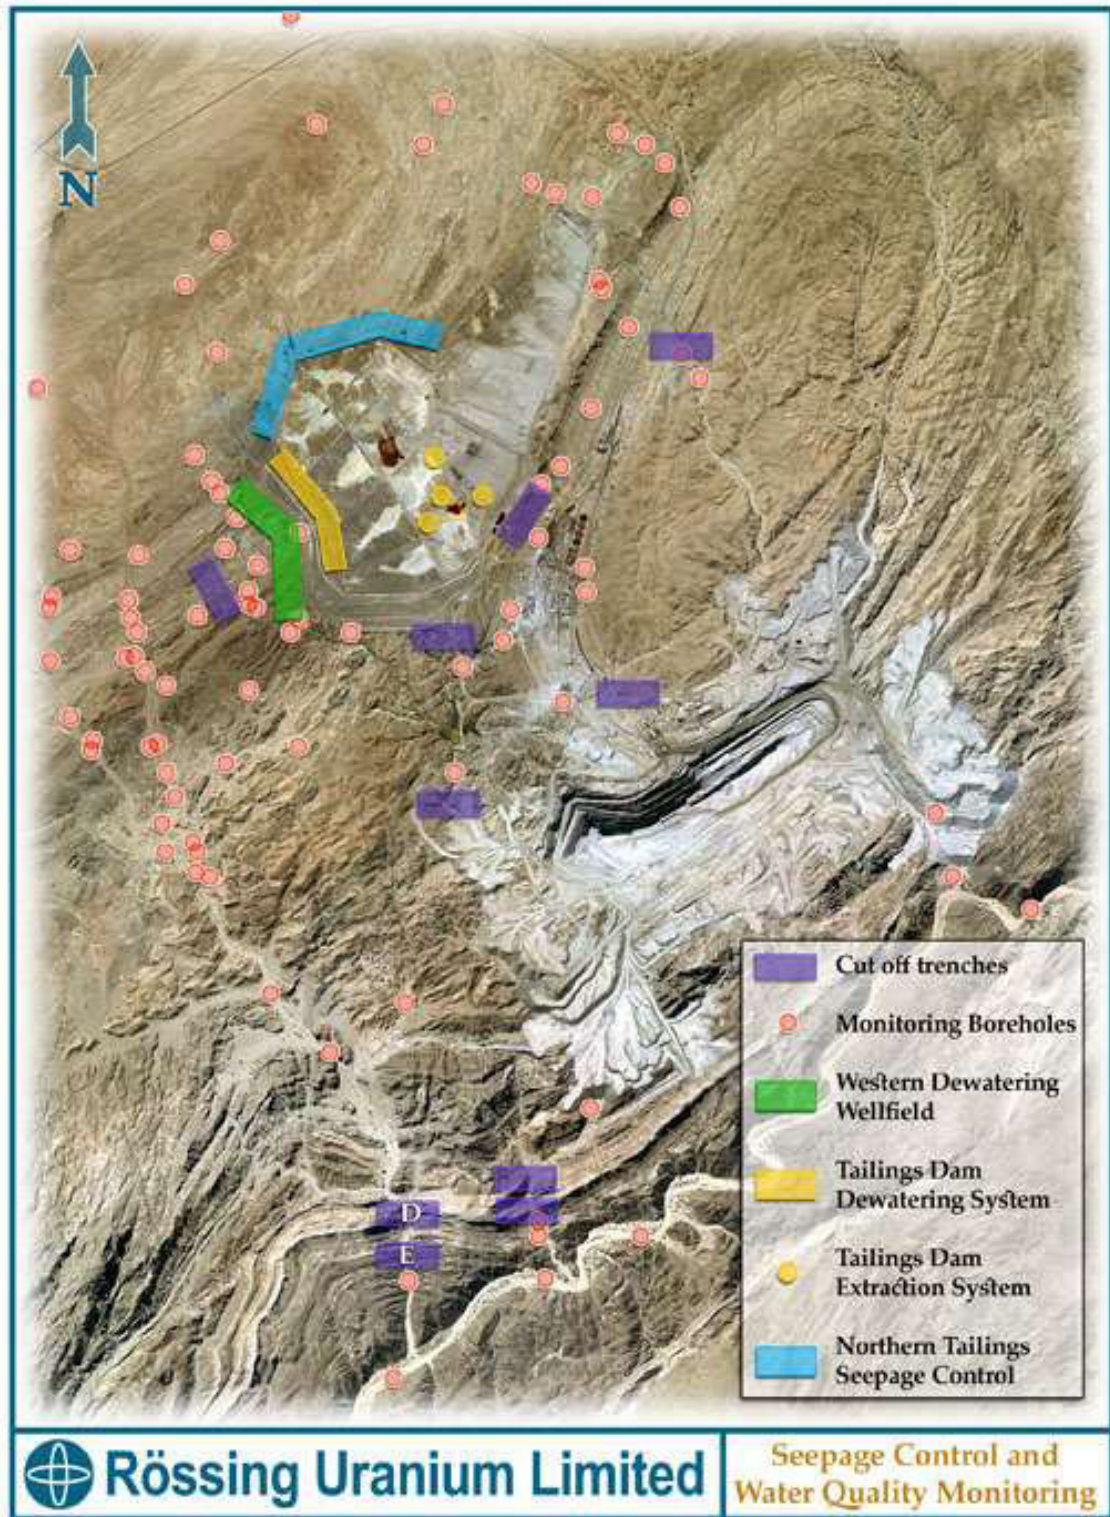 N
D
E
Cut off trenches
Monitoring Boreholes
Western Dewatering
Wellfield
Tailings Dam
Dewatering System
Tailings Dam
Extraction System
Northern Tailings
Seepage Control
Rössing Uranium Limited
Seepage Control and
Water Quality Monitoring